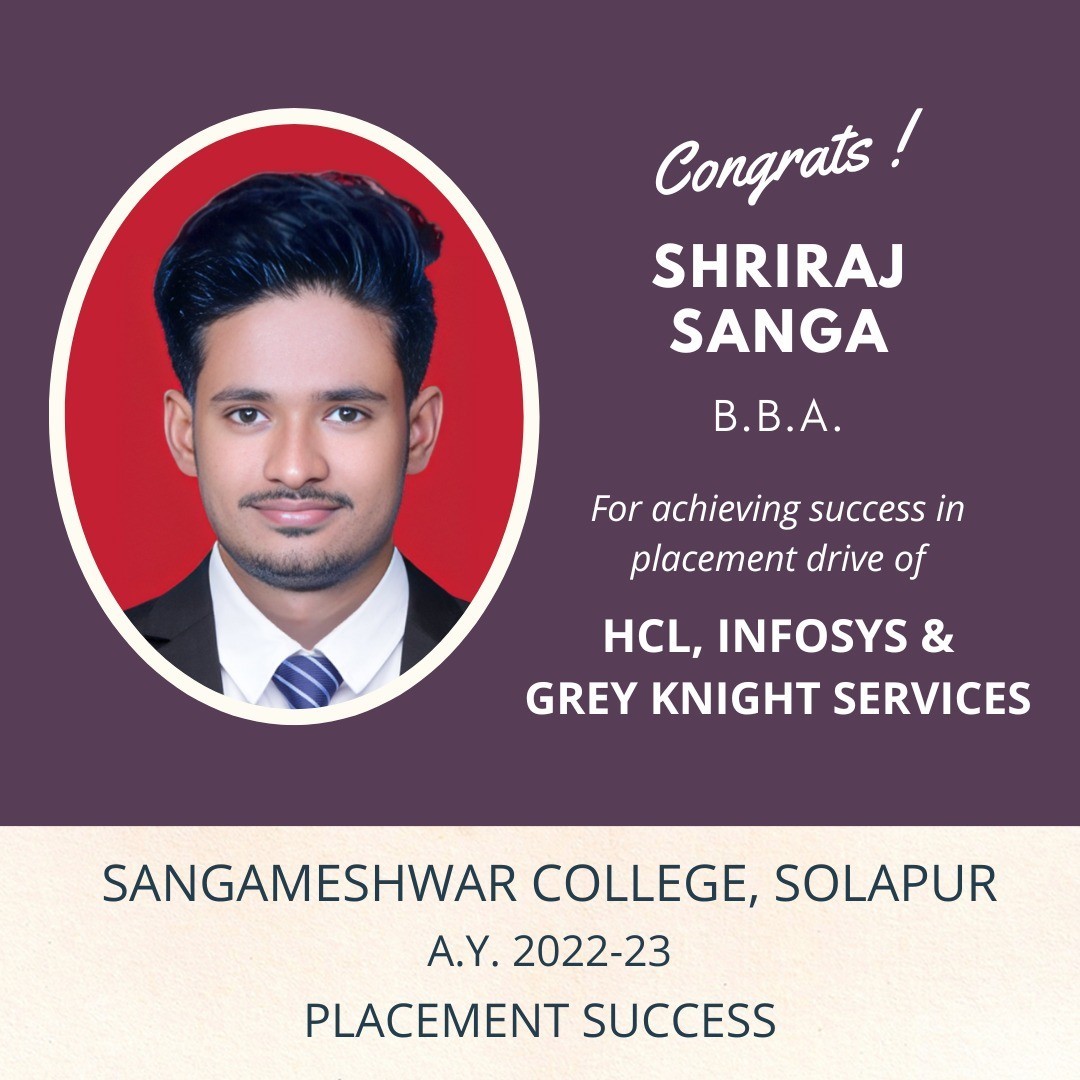 Congrats !
SHRIRAJ
SANGA
B.B.A.
For achieving success in
placement drive of
HCL, INFOSYS &
GREY KNIGHT SERVICES
SANGAMESHWAR COLLEGE, SOLAPUR
A.Y. 2022-23
PLACEMENT SUCCESS